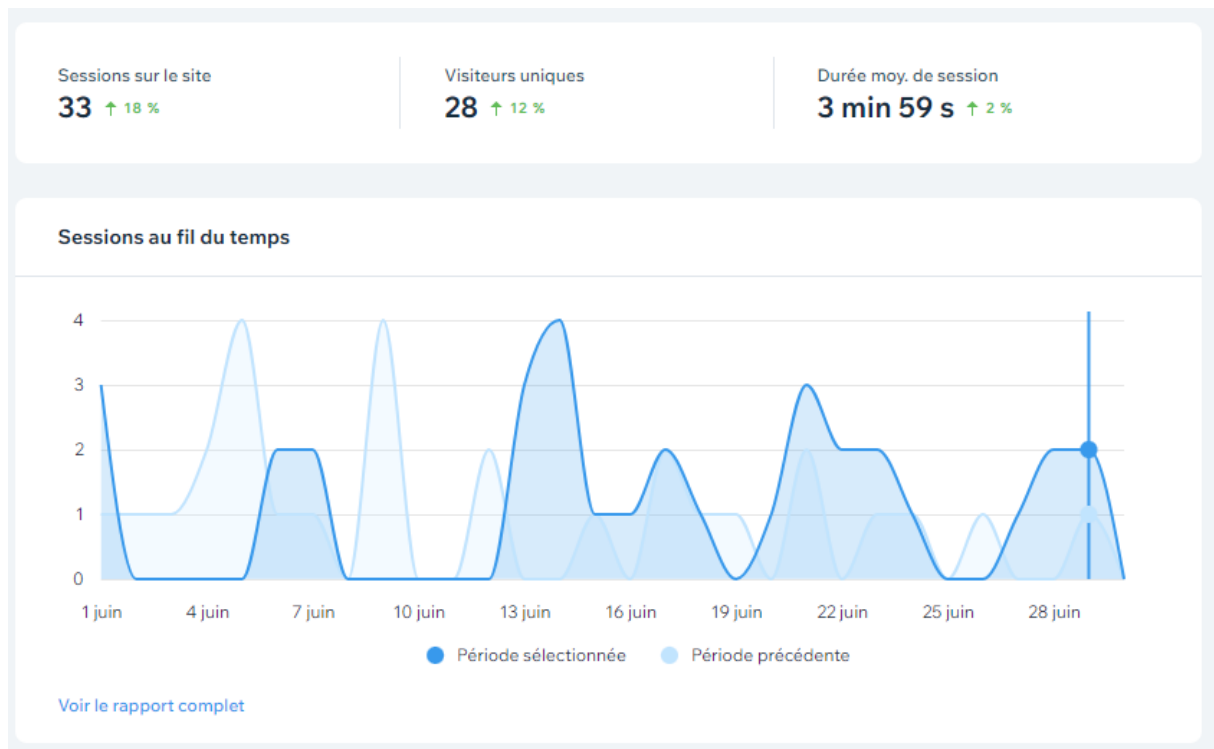 Sessions sur le site
33 ↑ 18 %
Visiteurs uniques
28 ↑ 12 %
Durée moy. de session
3 min 59 s ↑ 2 %
Sessions au fil du temps
4
3
2
1
0
1 juin 4 juin 7 juin 10 juin 13 juin 16 juin 19 juin 22 juin 25 juin 28 juin
Période sélectionnée Période précédente
Voir le rapport complet